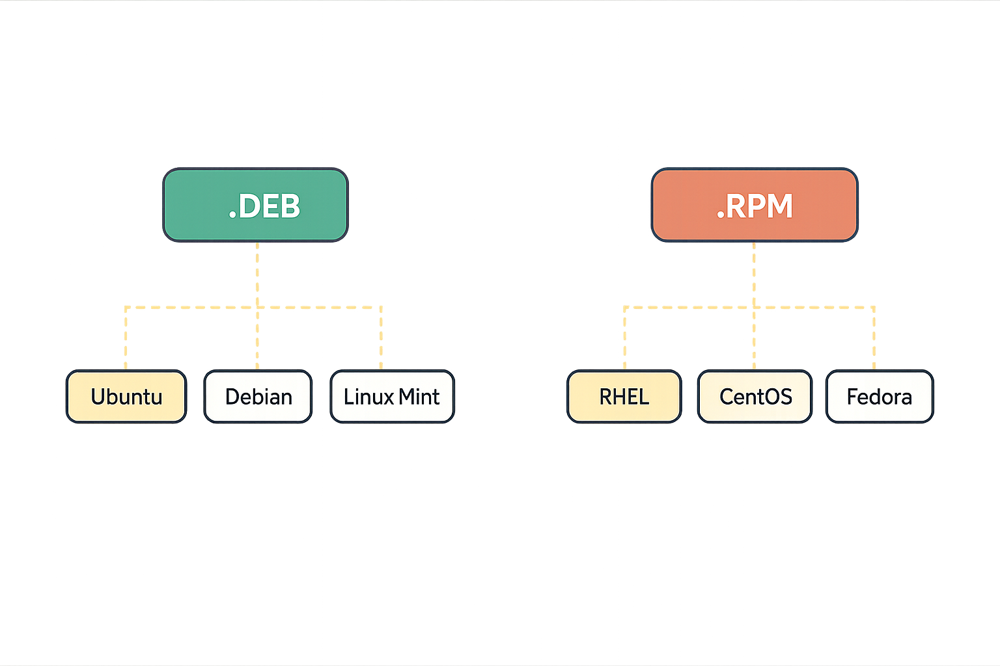 .DEB
.RPM
Ubuntu
Debian
Linux Mint
RHEL
CentOS
Fedora